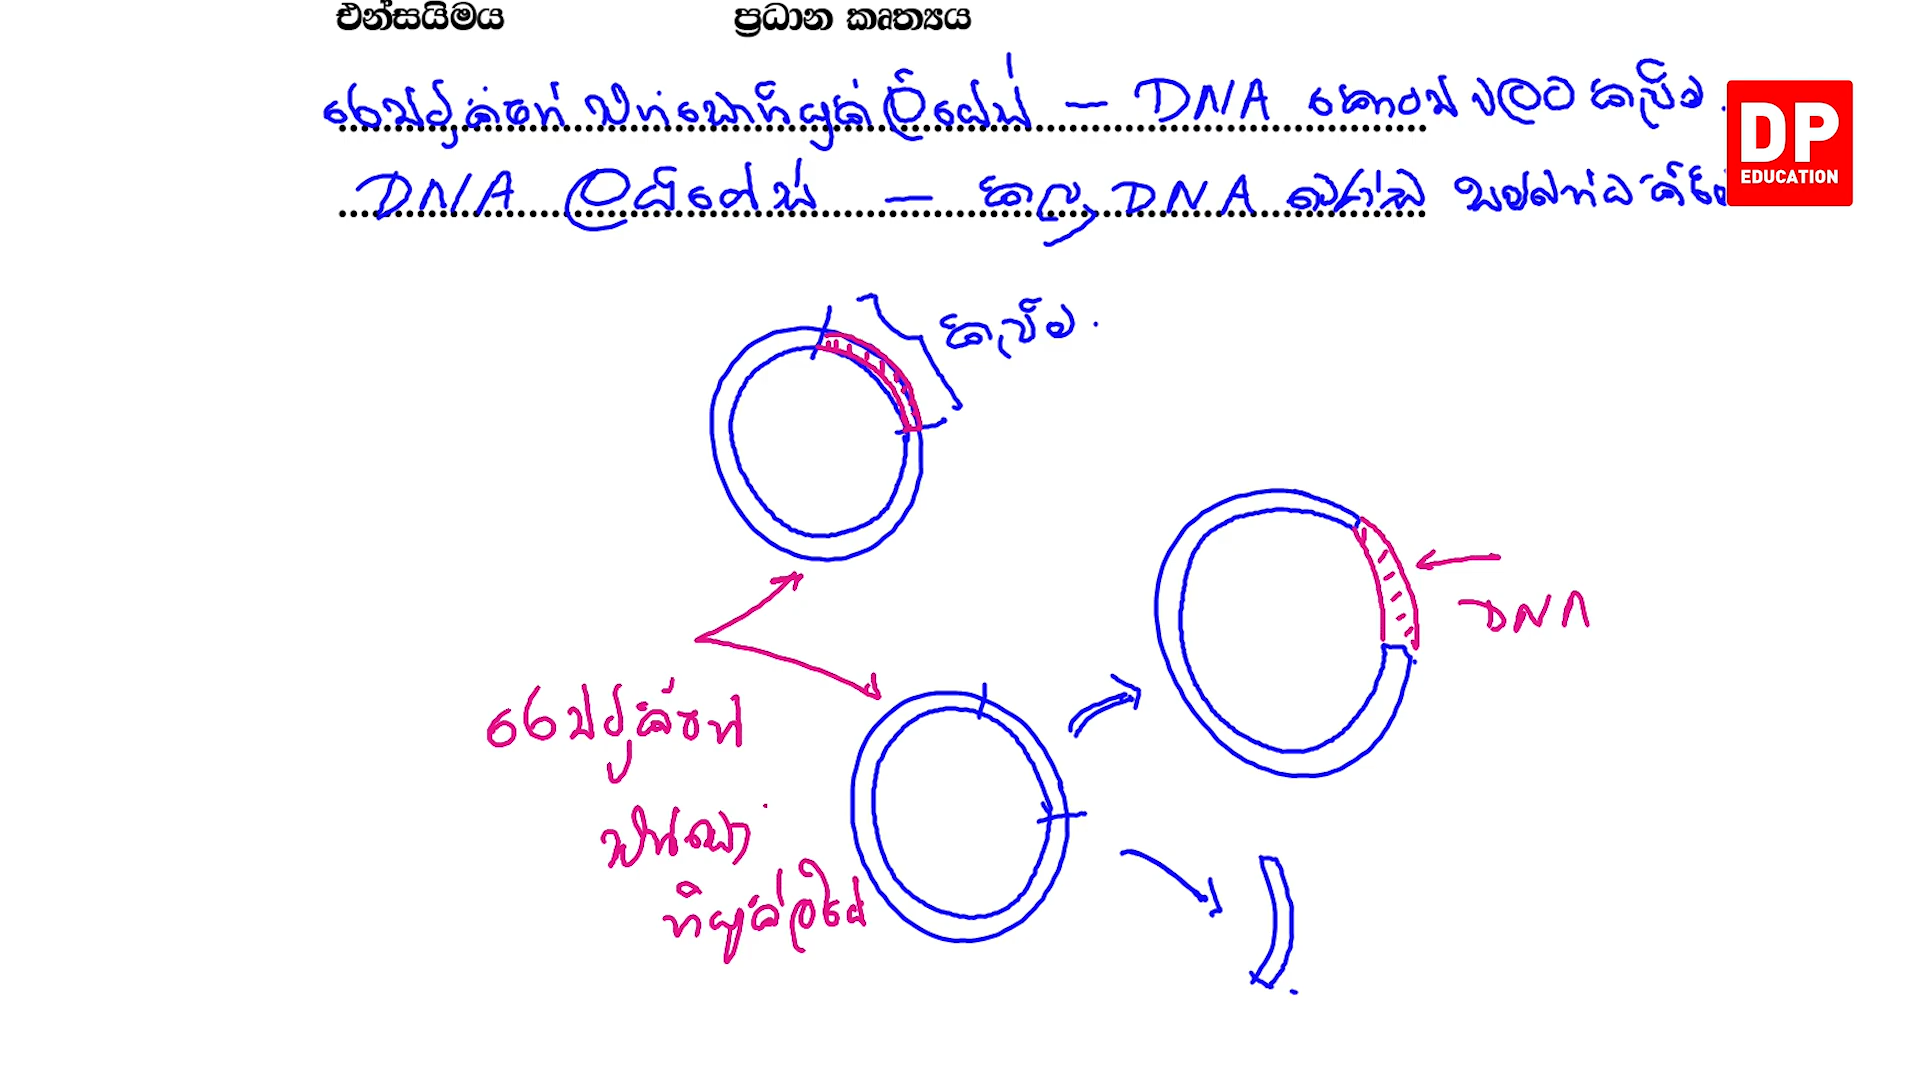 එන්සයිමය ප්‍රධාන කෘත්‍යය
රෙස්ට්‍රික්ෂන් එන්ඩොනියුක්ලියේස් – DNA කොටස් වලට කැපීම.
DNA ලයිගේස් – කැපූ DNA ඛණ්ඩ සම්බන්ධ කි
DP
EDUCATION
කැපීම.
DNA
රෙස්ට්‍රික්ෂන්
එන්ඩො
නියුක්ලියේ